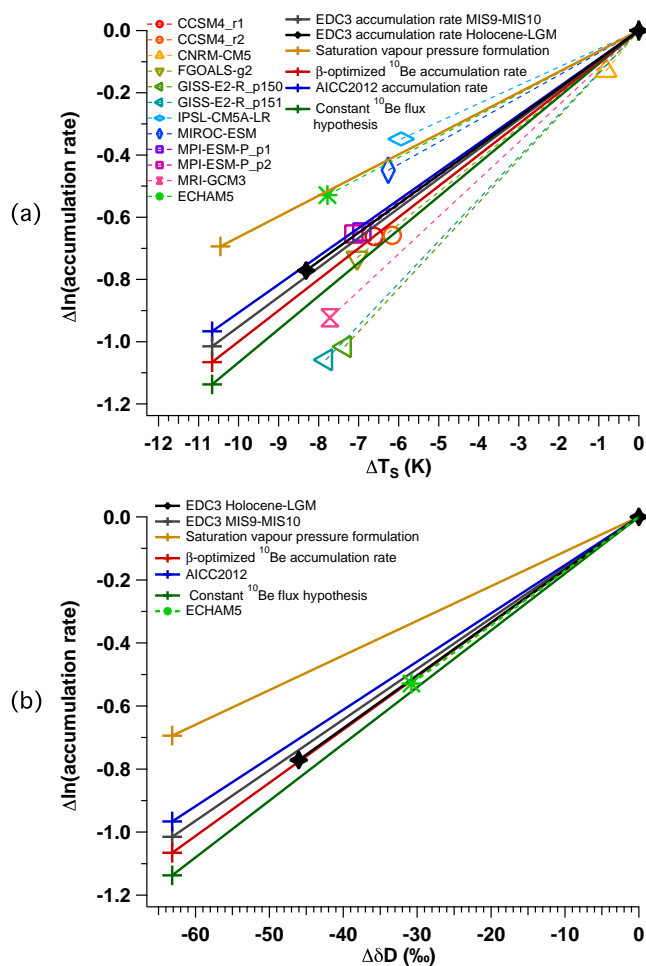 (a)
Δln(accumulation rate)
0.0
-0.2
-0.4
-0.6
-0.8
-1.0
-1.2
CCSM4_r1
CCSM4_r2
CNRM-CM5
FGOALS-g2
GISS-E2-R_p150
GISS-E2-R_p151
IPSL-CM5A-LR
MIROC-ESM
MPI-ESM-P_p1
MPI-ESM-P_p2
MRI-GCM3
ECHAM5
EDC3 accumulation rate MIS9-MIS10
EDC3 accumulation rate Holocene-LGM
Saturation vapour pressure formulation
β-optimized ¹⁰Be accumulation rate
AICC2012 accumulation rate
Constant ¹⁰Be flux
hypothesis
-12 -11 -10 -9 -8 -7 -6 -5 -4 -3 -2 -1 0
ΔT_S (K)
(b)
Δln(accumulation rate)
0.0
-0.2
-0.4
-0.6
-0.8
-1.0
-1.2
EDC3 Holocene-LGM
EDC3 MIS9-MIS10
Saturation vapour pressure formulation
β-optimized ¹⁰Be accumulation rate
AICC2012
Constant ¹⁰Be flux hypothesis
ECHAM5
-60 -50 -40 -30 -20 -10 0
ΔδD (‰)